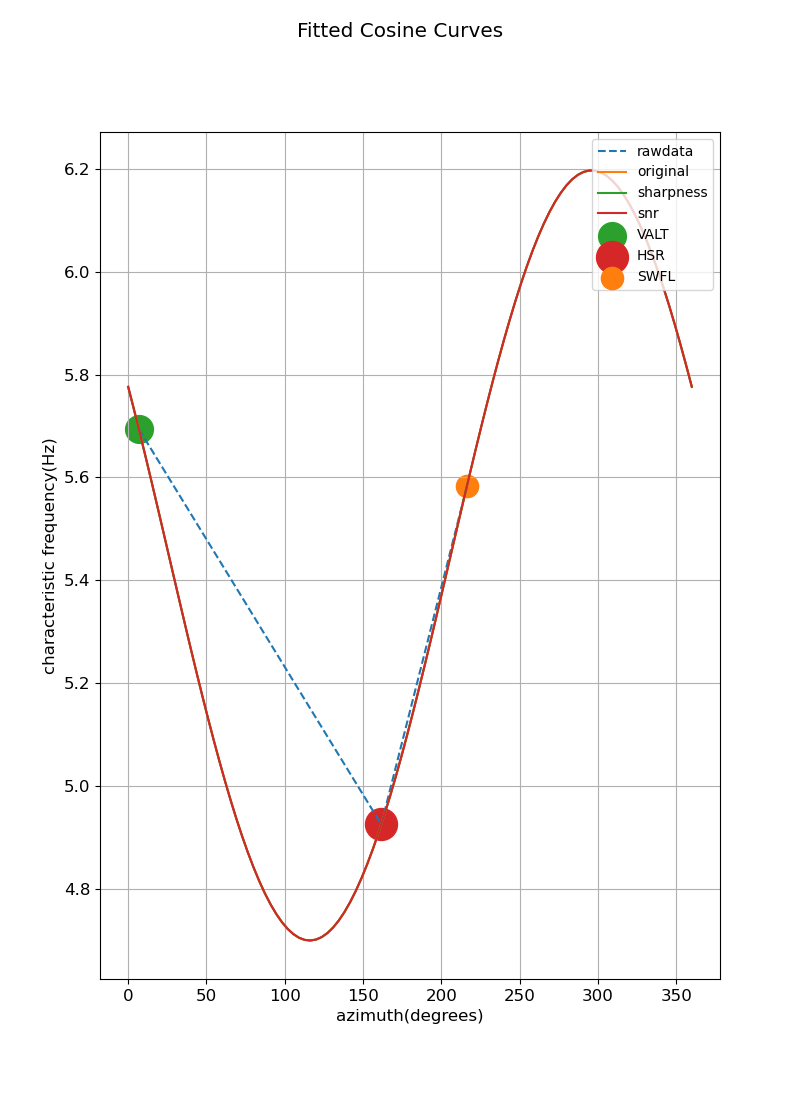 Fitted Cosine Curves
rawdata
original
sharpness
snr
VALT
HSR
SWFL
characteristic frequency(Hz)
6.2
6.0
5.8
5.6
5.4
5.2
5.0
4.8
0 50 100 150 200 250 300 350
azimuth(degrees)